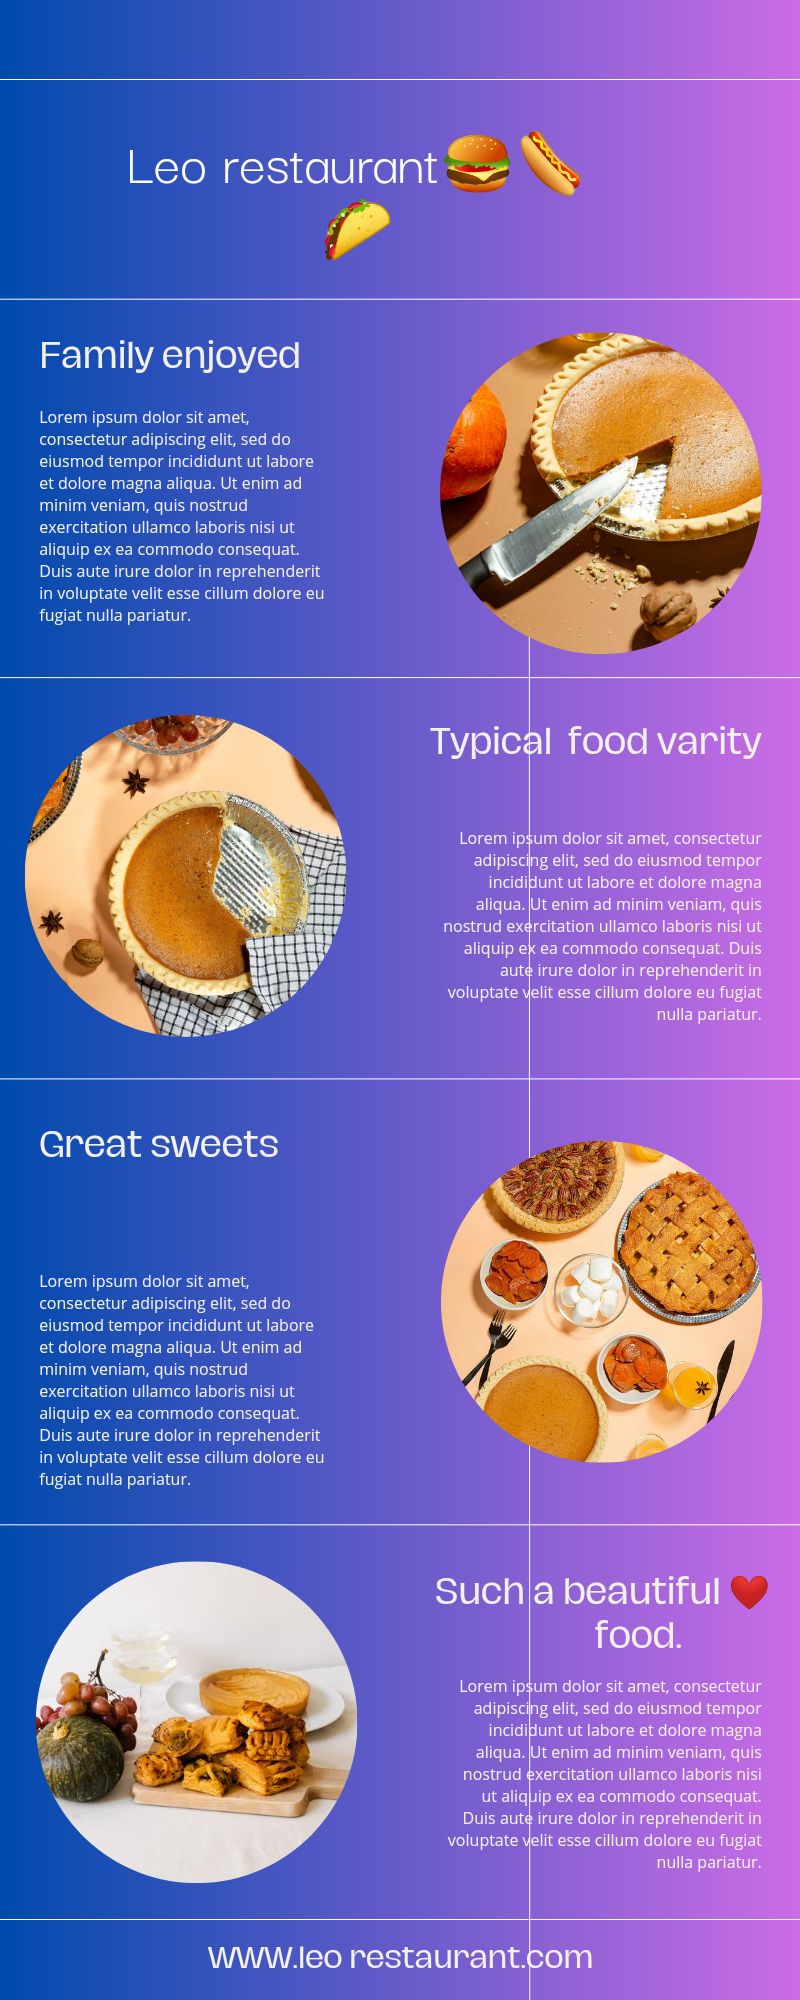 Leo restaurant🍔🌭
🌮
Family enjoyed
Lorem ipsum dolor sit amet,
consectetur adipiscing elit, sed do
eiusmod tempor incididunt ut labore
et dolore magna aliqua. Ut enim ad
minim veniam, quis nostrud
exercitation ullamco laboris nisi ut
aliquip ex ea commodo consequat.
Duis aute irure dolor in reprehenderit
in voluptate velit esse cillum dolore eu
fugiat nulla pariatur.
Typical  food varity
Lorem ipsum dolor sit amet, consectetur
adipiscing elit, sed do eiusmod tempor
incididunt ut labore et dolore magna
aliqua. Ut enim ad minim veniam, quis
nostrud exercitation ullamco laboris nisi ut
aliquip ex ea commodo consequat. Duis
aute irure dolor in reprehenderit in
voluptate velit esse cillum dolore eu fugiat
nulla pariatur.
Great sweets
Lorem ipsum dolor sit amet,
consectetur adipiscing elit, sed do
eiusmod tempor incididunt ut labore
et dolore magna aliqua. Ut enim ad
minim veniam, quis nostrud
exercitation ullamco laboris nisi ut
aliquip ex ea commodo consequat.
Duis aute irure dolor in reprehenderit
in voluptate velit esse cillum dolore eu
fugiat nulla pariatur.
Such a beautiful ❤️
food.
Lorem ipsum dolor sit amet, consectetur
adipiscing elit, sed do eiusmod tempor
incididunt ut labore et dolore magna
aliqua. Ut enim ad minim veniam, quis
nostrud exercitation ullamco laboris nisi
ut aliquip ex ea commodo consequat.
Duis aute irure dolor in reprehenderit in
voluptate velit esse cillum dolore eu fugiat
nulla pariatur.
WWW.leo restaurant.com